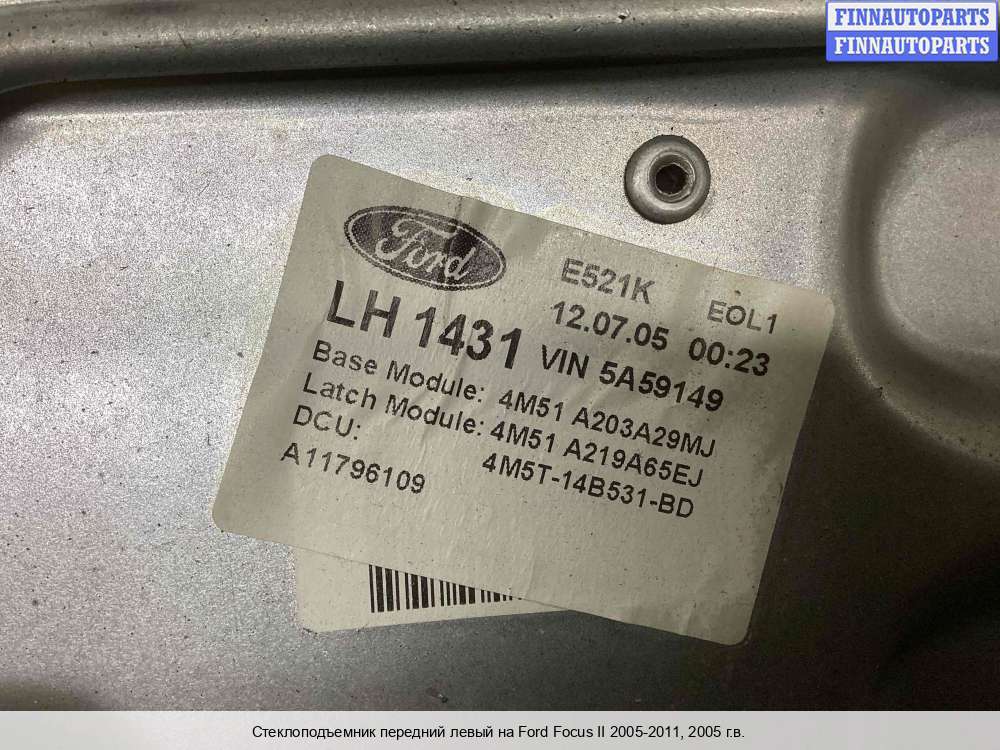 FINNAUTOPARTS
FINNAUTOPARTS
Ford
E521K EOL1
12.07.05 00:23
LH 1431 VIN 5A59149
Base Module: 4M51 A203A29MJ
Latch Module: 4M51 A219A65EJ
DCU: 4M5T-14B531-BD
A11796109
Стеклоподъемник передний левый на Ford Focus II 2005-2011, 2005 г.в.